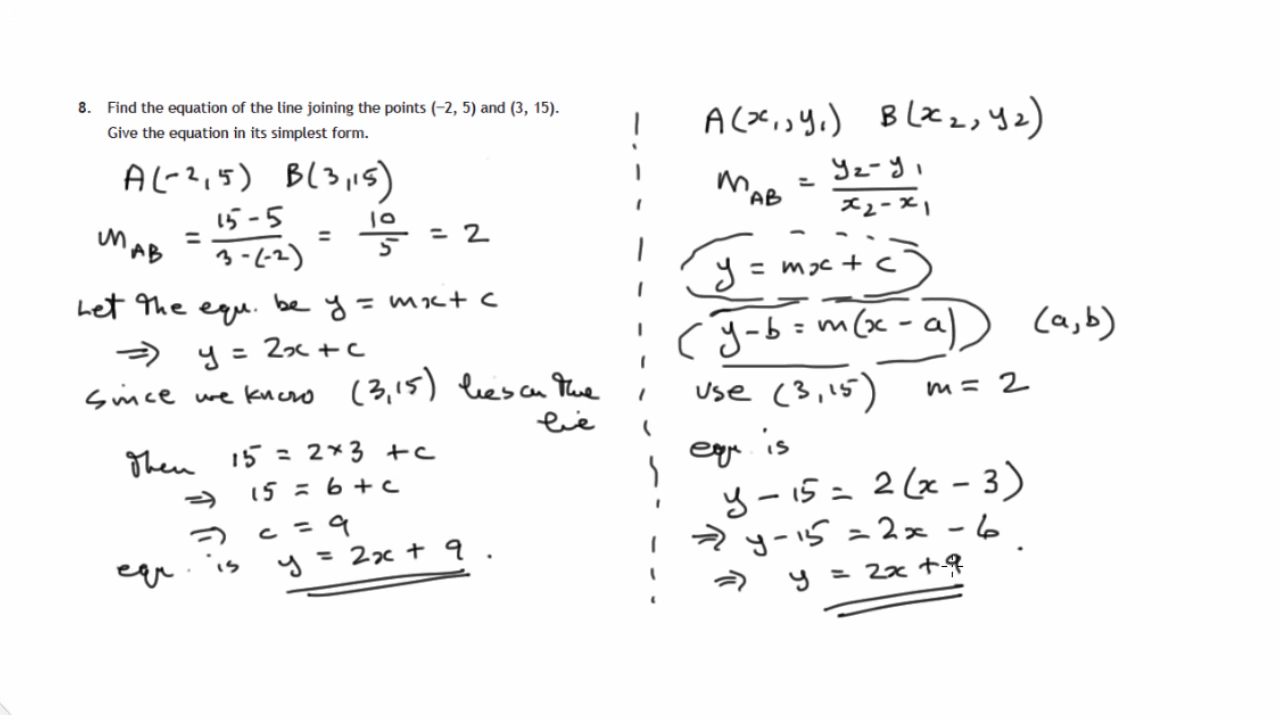 8. Find the equation of the line joining the points (−2, 5) and (3, 15).
Give the equation in its simplest form.
A(-2,5) B(3,15)
m_AB = (15-5)/(3-(-2)) = 10/5 = 2
Let the equ. be y = mx + c
⇒ y = 2x + c
Since we know (3,15) lies on the
lie
Then 15 = 2×3 + c
⇒ 15 = 6 + c
⇒ c = 9
equ. is y = 2x + 9.
A(x₁,y₁) B(x₂,y₂)
m_AB = (y₂-y₁)/(x₂-x₁)
y = mx + c
y-b = m(x-a) (a,b)
use (3,15) m = 2
equ. is
y-15 = 2(x-3)
⇒ y-15 = 2x-6.
⇒ y = 2x+9